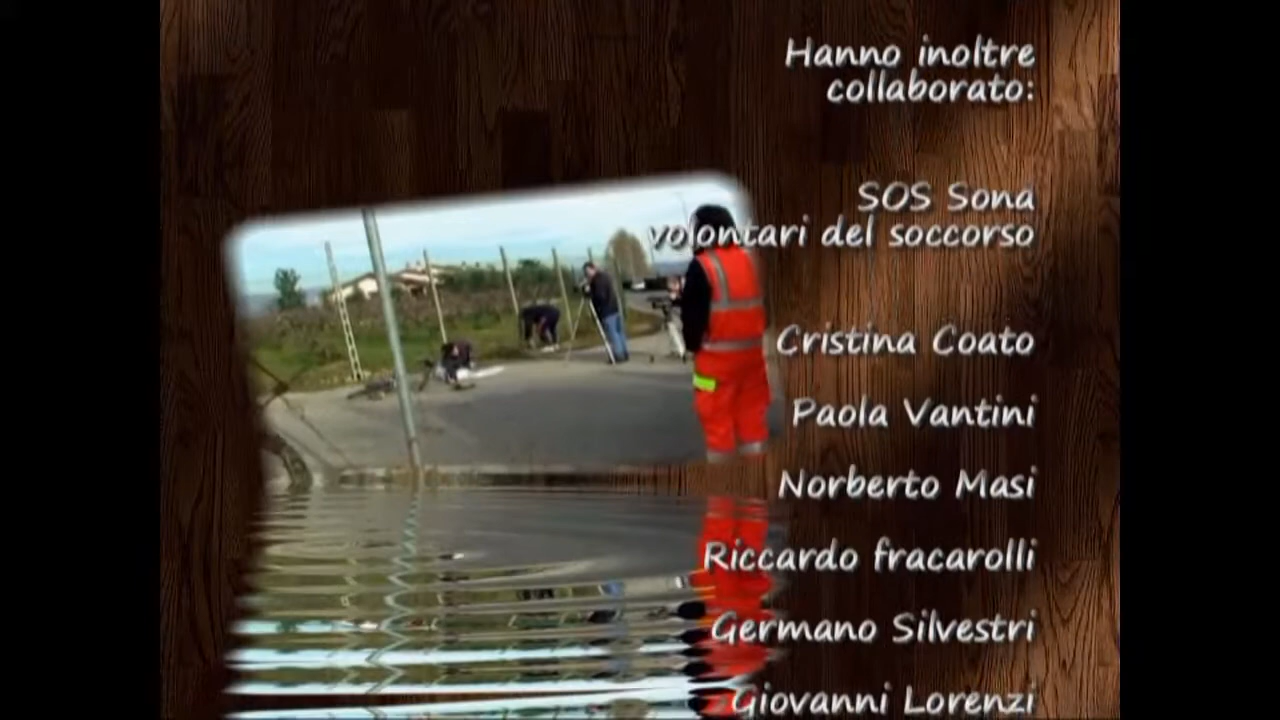 Hanno inoltre
collaborato:
SOS Sona
volontari del soccorso
Cristina Coato
Paola Vantini
Norberto Masi
Riccardo fracarolli
Germano Silvestri
Giovanni Lorenzi